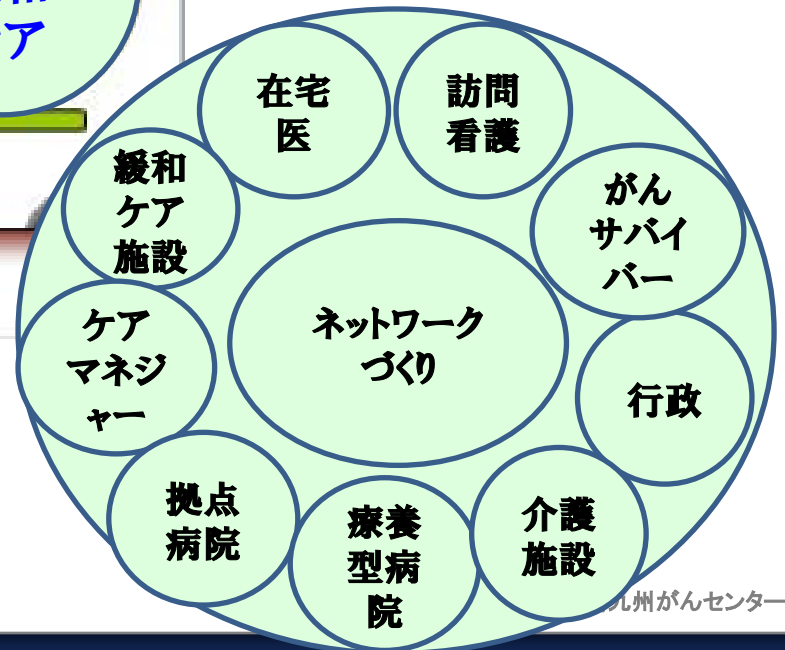 ア
在宅
医
訪問
看護
緩和
ケア
施設
がん
サバイ
バー
ネットワーク
づくり
ケア
マネジ
ャー
行政
拠点
病院
療養
型病
院
介護
施設
州がんセンター